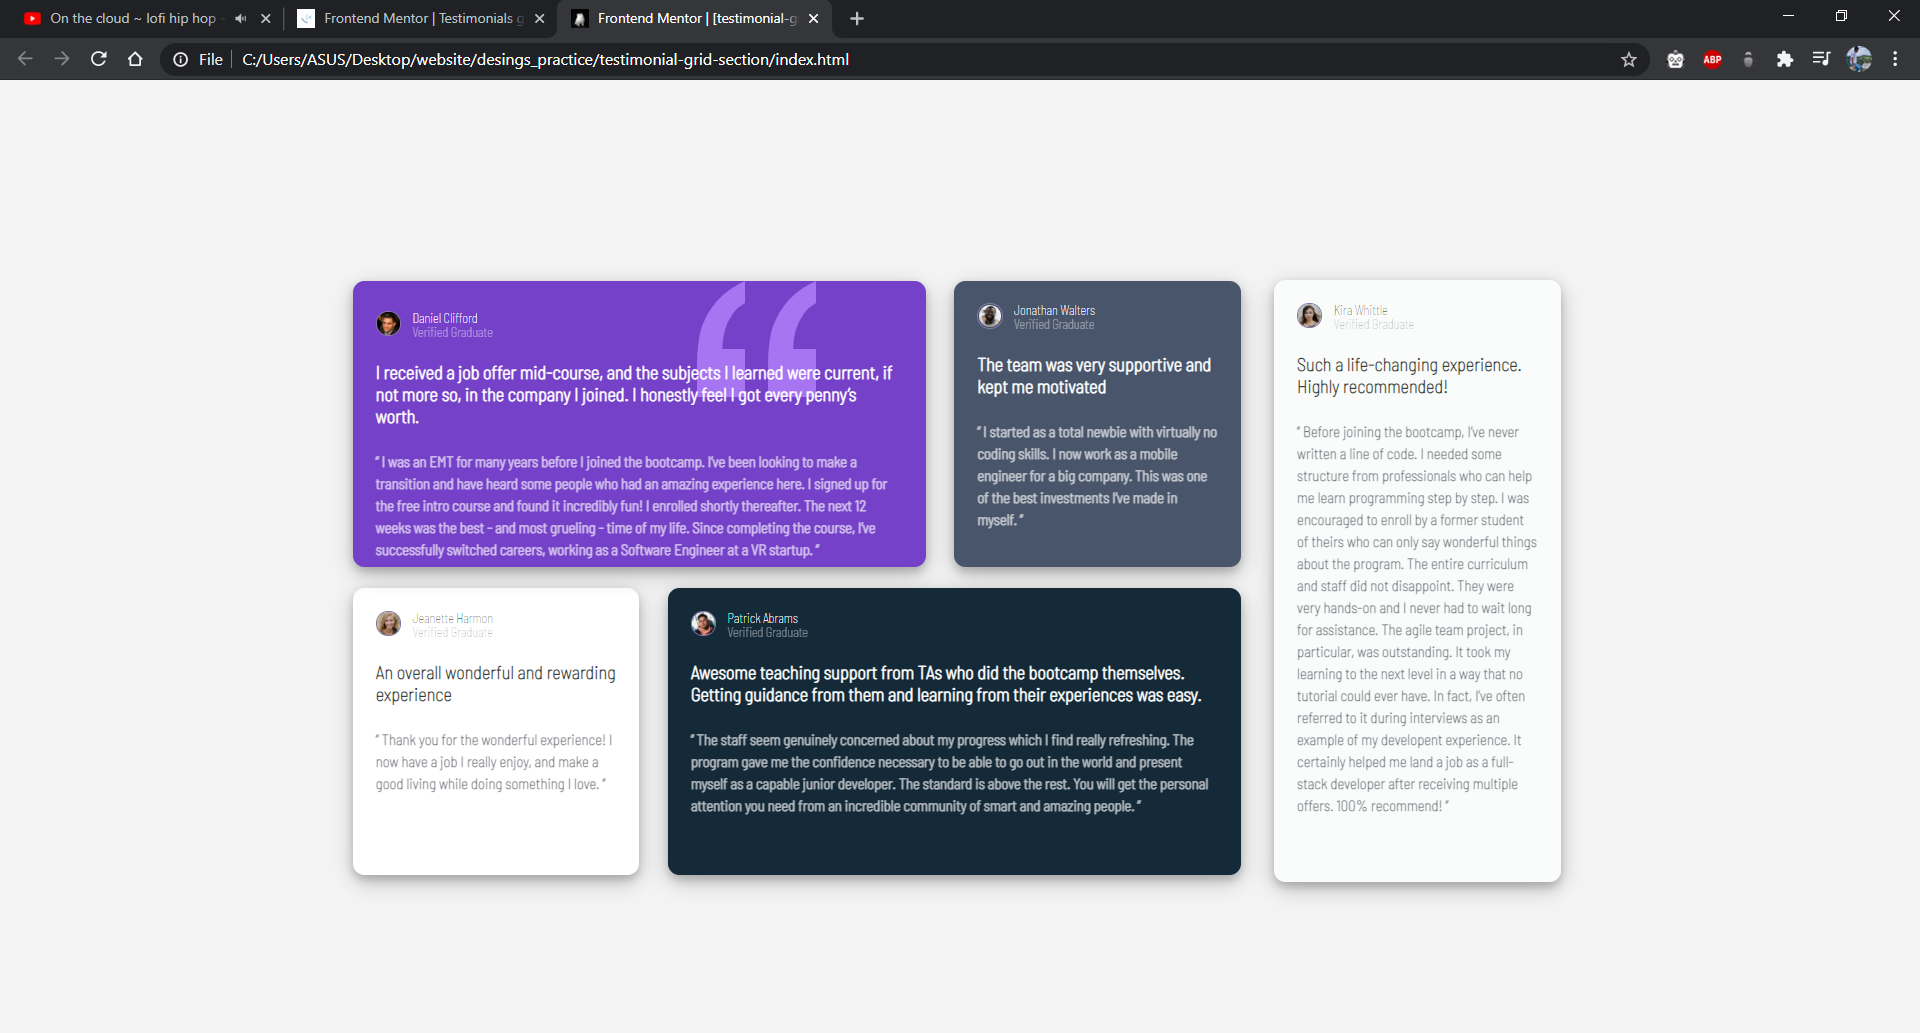 On the cloud ~ lofi hip hop
Frontend Mentor | Testimonials g
Frontend Mentor | [testimonial-g
File
C:/Users/ASUS/Desktop/website/desings_practice/testimonial-grid-section/index.html
ABP
Daniel Clifford
Verified Graduate
I received a job offer mid-course, and the subjects I learned were current, if
not more so, in the company I joined. I honestly feel I got every penny’s
worth.
“ I was an EMT for many years before I joined the bootcamp. I’ve been looking to make a
transition and have heard some people who had an amazing experience here. I signed up for
the free intro course and found it incredibly fun! I enrolled shortly thereafter. The next 12
weeks was the best - and most grueling - time of my life. Since completing the course, I’ve
successfully switched careers, working as a Software Engineer at a VR startup. ”
Jonathan Walters
Verified Graduate
The team was very supportive and
kept me motivated
“ I started as a total newbie with virtually no
coding skills. I now work as a mobile
engineer for a big company. This was one
of the best investments I’ve made in
myself. ”
Kira Whittle
Verified Graduate
Such a life-changing experience.
Highly recommended!
“ Before joining the bootcamp, I’ve never
written a line of code. I needed some
structure from professionals who can help
me learn programming step by step. I was
encouraged to enroll by a former student
of theirs who can only say wonderful things
about the program. The entire curriculum
and staff did not disappoint. They were
very hands-on and I never had to wait long
for assistance. The agile team project, in
particular, was outstanding. It took my
learning to the next level in a way that no
tutorial could ever have. In fact, I’ve often
referred to it during interviews as an
example of my developent experience. It
certainly helped me land a job as a full-
stack developer after receiving multiple
offers. 100% recommend! ”
Jeanette Harmon
Verified Graduate
An overall wonderful and rewarding
experience
“ Thank you for the wonderful experience! I
now have a job I really enjoy, and make a
good living while doing something I love. ”
Patrick Abrams
Verified Graduate
Awesome teaching support from TAs who did the bootcamp themselves.
Getting guidance from them and learning from their experiences was easy.
“ The staff seem genuinely concerned about my progress which I find really refreshing. The
program gave me the confidence necessary to be able to go out in the world and present
myself as a capable junior developer. The standard is above the rest. You will get the personal
attention you need from an incredible community of smart and amazing people. ”